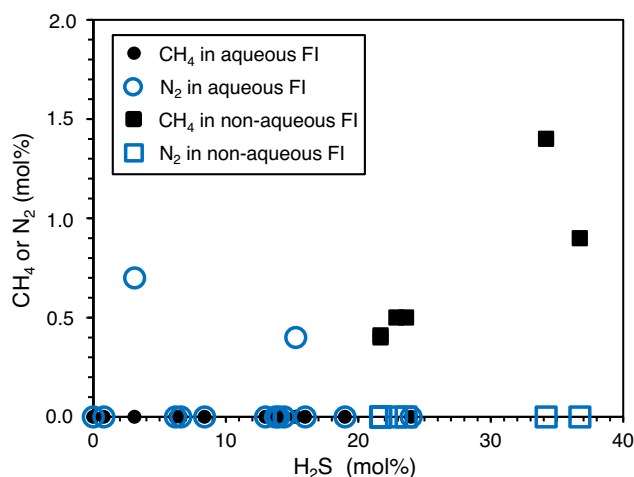 2.0
1.5
1.0
0.5
0.0
CH₄ or N₂ (mol%)
CH₄ in aqueous FI
N₂ in aqueous FI
CH₄ in non-aqueous FI
N₂ in non-aqueous FI
0 10 20 30 40
H₂S (mol%)